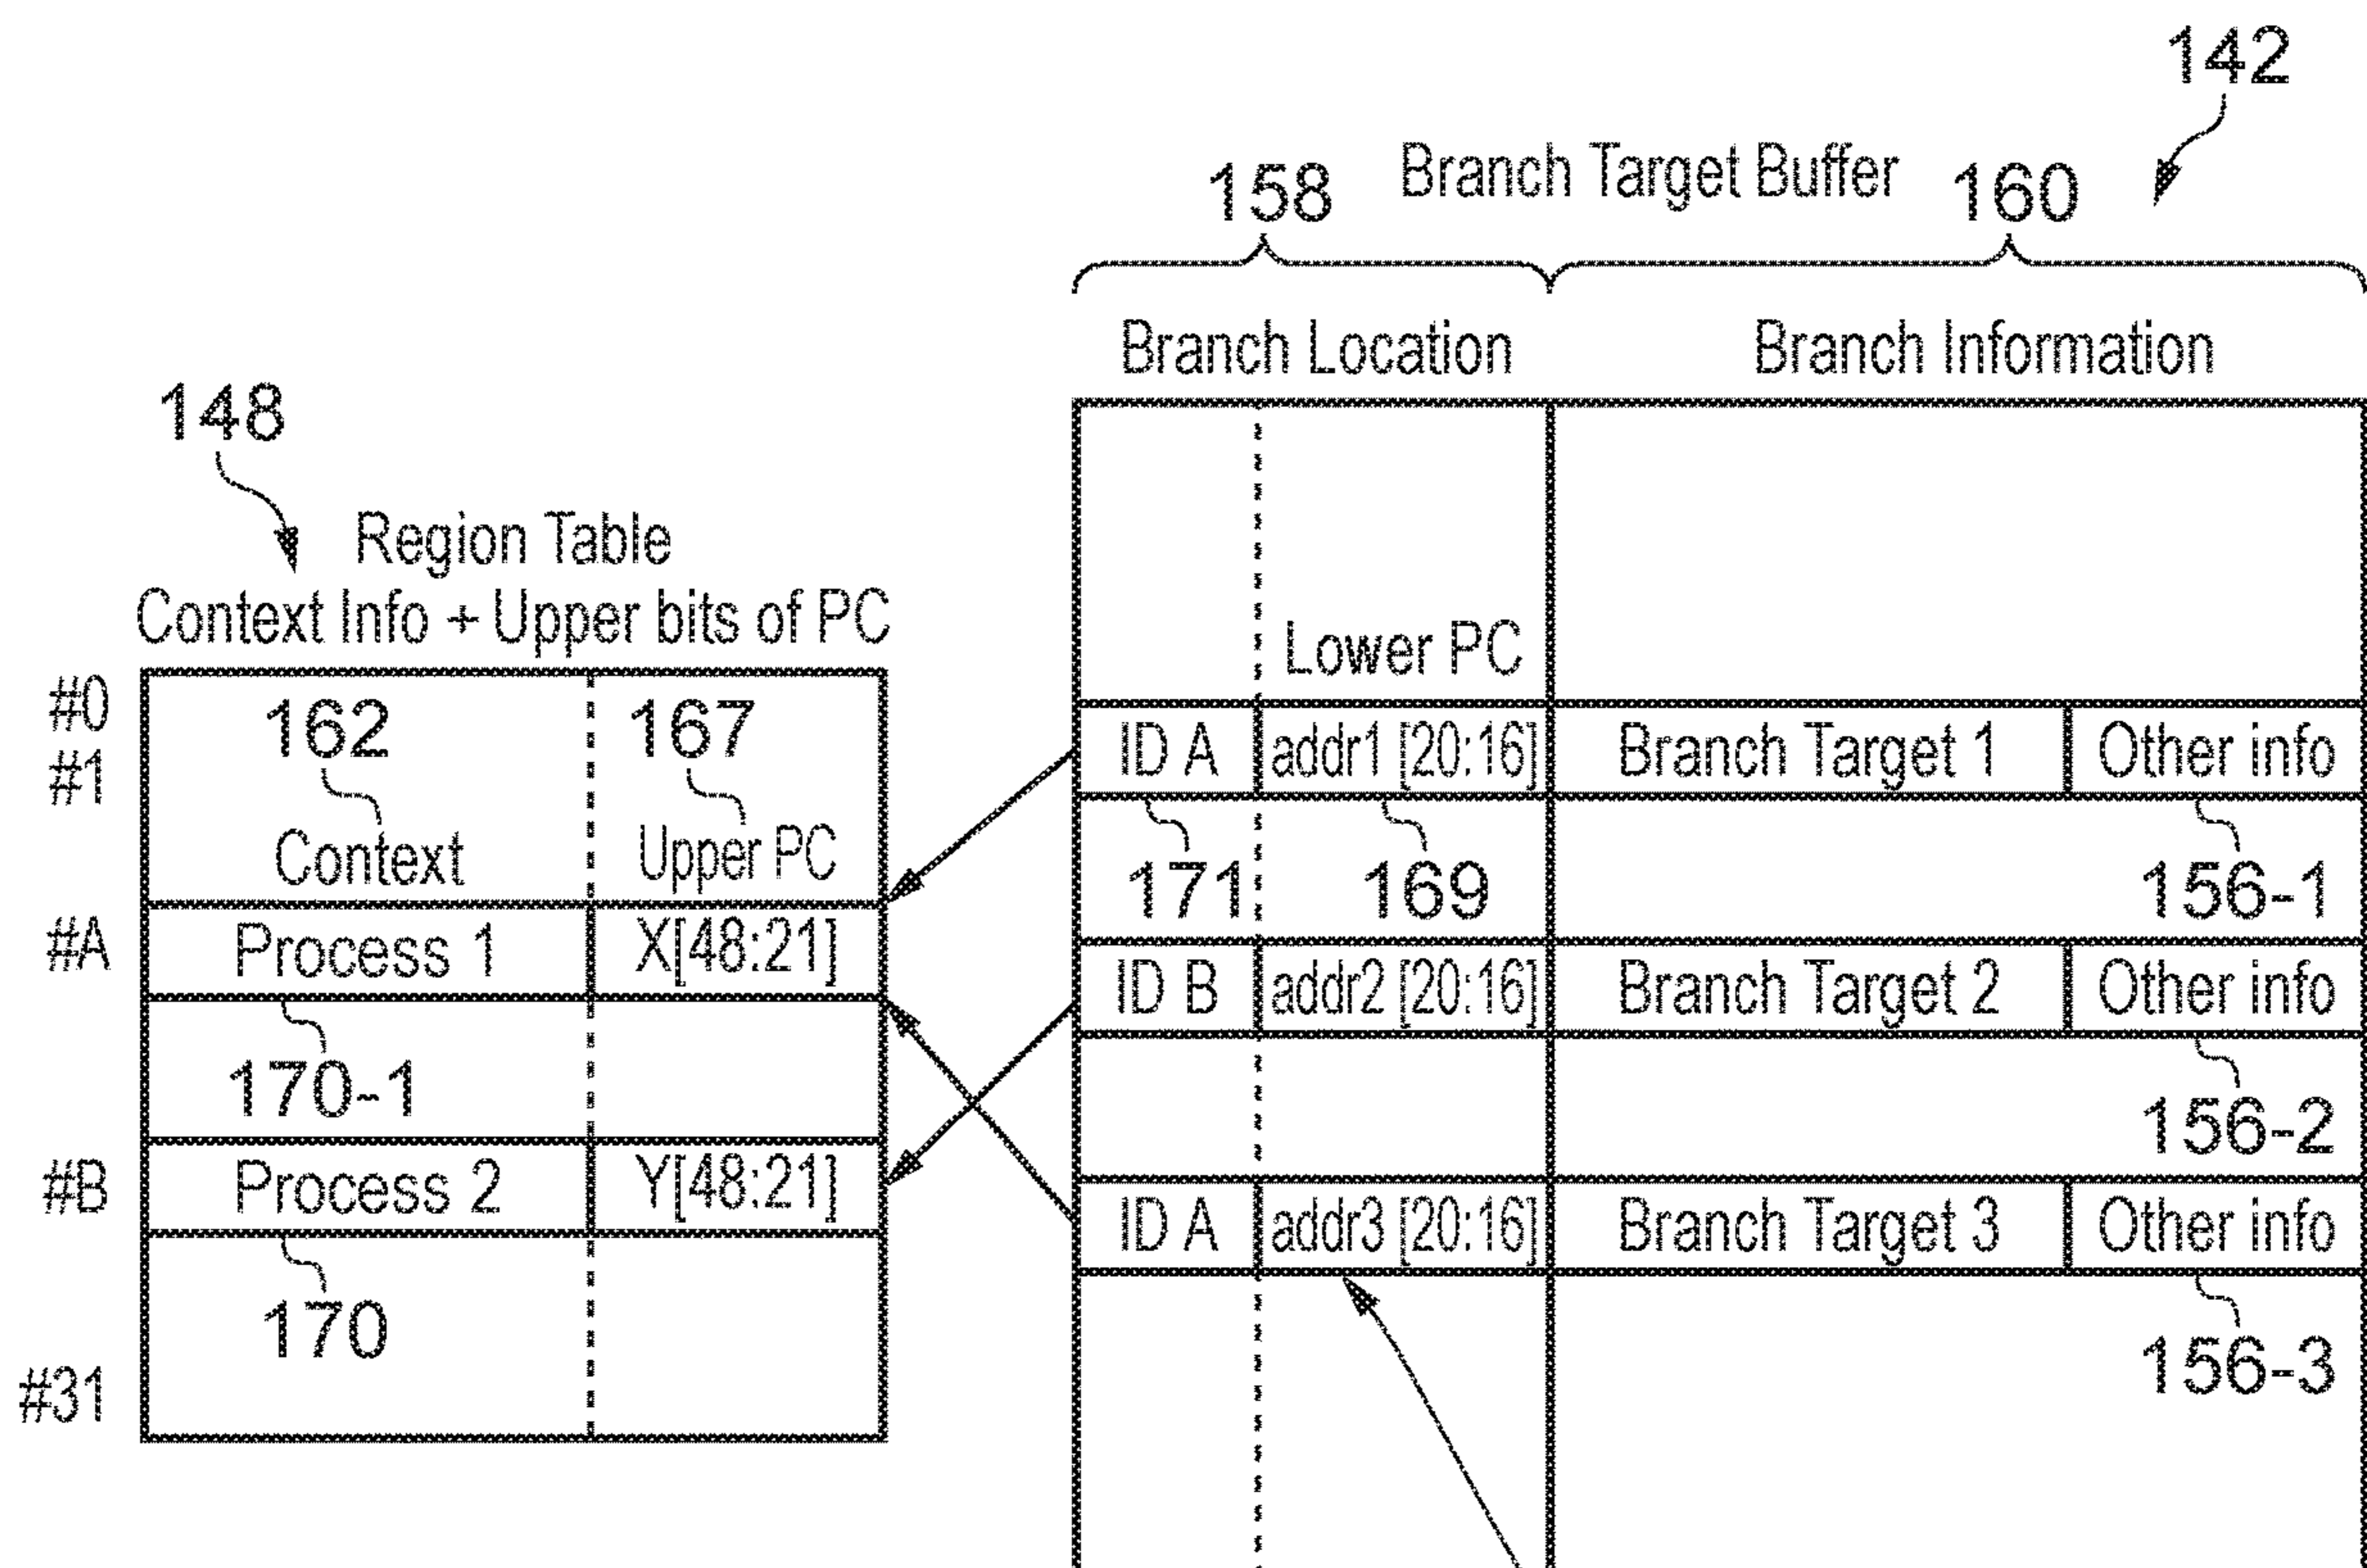 142
158 Branch Target Buffer 160
Branch Location Branch Information
148
Region Table
Context Info + Upper bits of PC
Lower PC
#0 162 167
#1
Context Upper PC
#A Process 1 X[48:21]
170-1
#B Process 2 Y[48:21]
170
#31
ID A addr1 [20:16] Branch Target 1 Other info
171 169 156-1
ID B addr2 [20:16] Branch Target 2 Other info
156-2
ID A addr3 [20:16] Branch Target 3 Other info
156-3